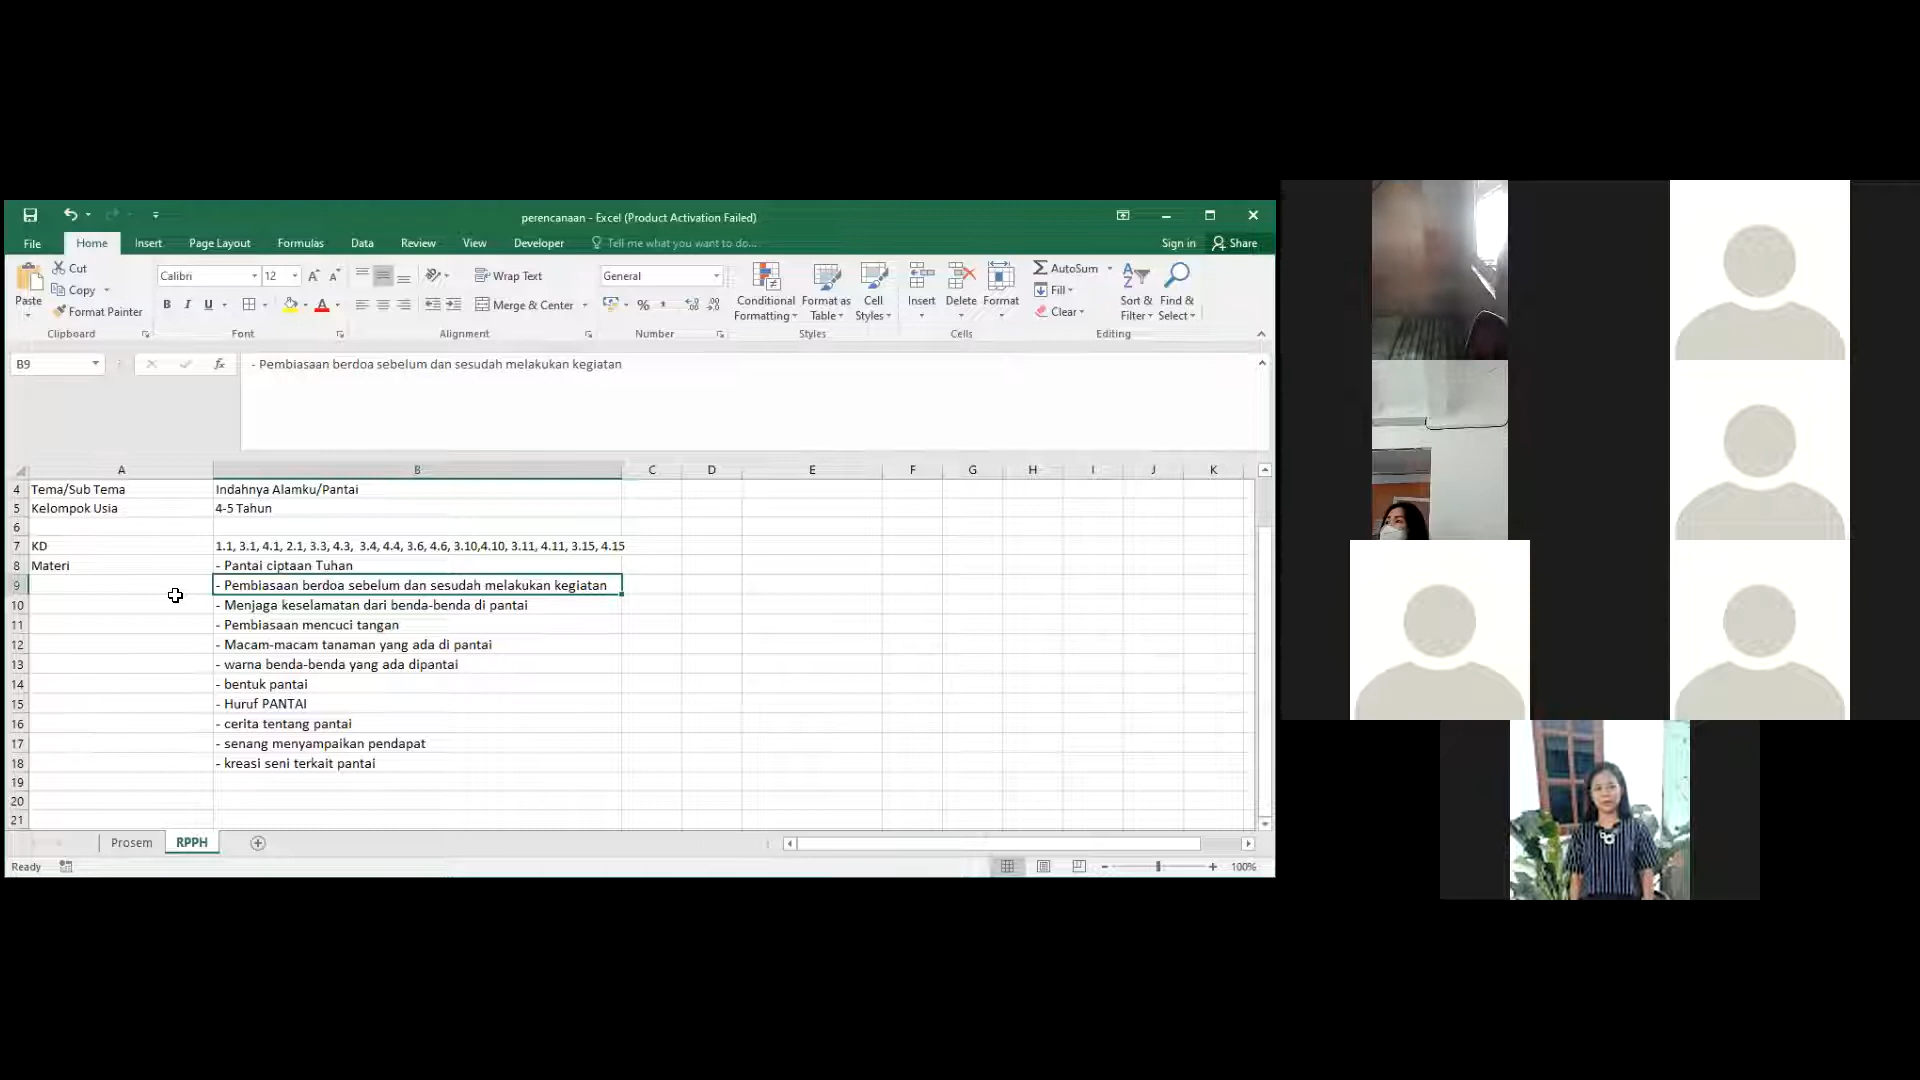 perencanaan - Excel (Product Activation Failed)
File Home Insert Page Layout Formulas Data Review View Developer Tell me what you want to do... Sign in Share
Paste Cut Copy Format Painter
Clipboard
Calibri 12
B I U A
Font
Wrap Text
Merge & Center
Alignment
General
%
Number
Conditional Formatting Format as Table Cell Styles
Styles
Insert Delete Format
Cells
AutoSum
Fill
Clear
Sort & Filter Find & Select
Editing
B9 fx - Pembiasaan berdoa sebelum dan sesudah melakukan kegiatan
A B C D E F G H I J K
4 Tema/Sub Tema Indahnya Alamku/Pantai
5 Kelompok Usia 4-5 Tahun
6
7 KD 1.1, 3.1, 4.1, 2.1, 3.3, 4.3, 3.4, 4.4, 3.6, 4.6, 3.10,4.10, 3.11, 4.11, 3.15, 4.15
8 Materi - Pantai ciptaan Tuhan
9 - Pembiasaan berdoa sebelum dan sesudah melakukan kegiatan
10 - Menjaga keselamatan dari benda-benda di pantai
11 - Pembiasaan mencuci tangan
12 - Macam-macam tanaman yang ada di pantai
13 - warna benda-benda yang ada dipantai
14 - bentuk pantai
15 - Huruf PANTAI
16 - cerita tentang pantai
17 - senang menyampaikan pendapat
18 - kreasi seni terkait pantai
19
20
21
Prosem RPPH
Ready 100%